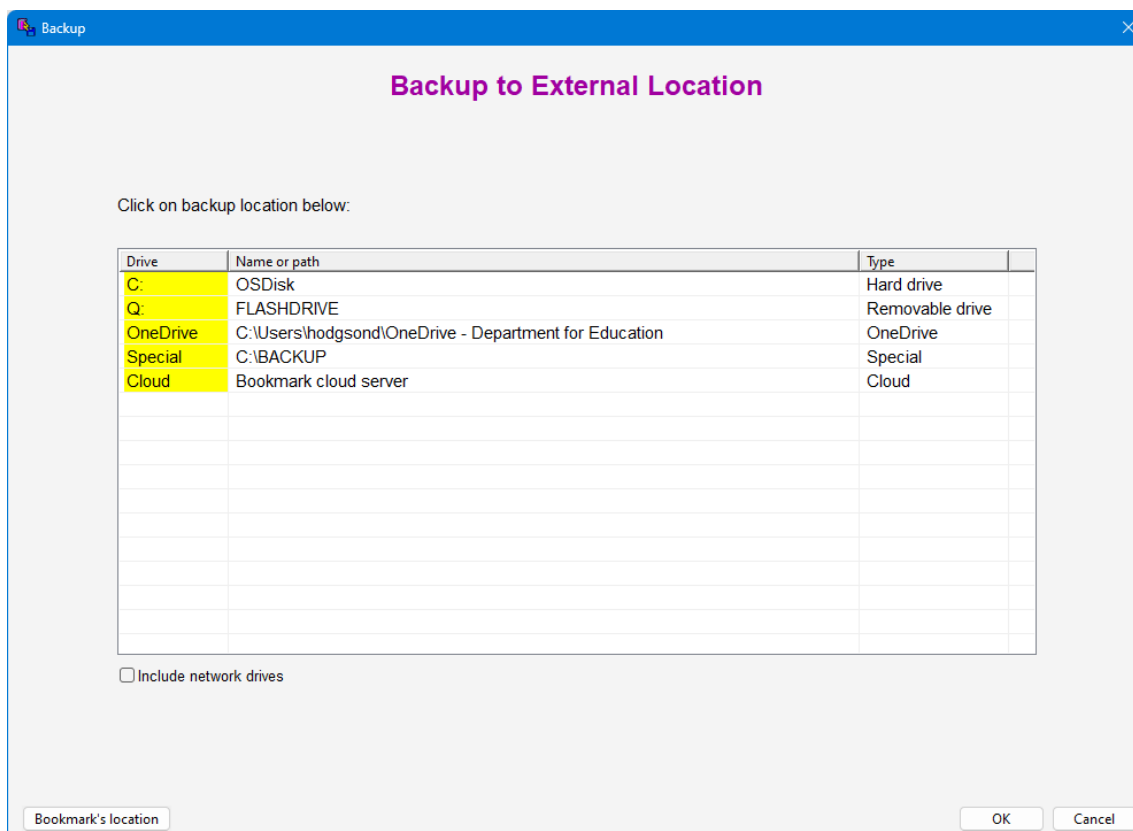 Backup
Backup to External Location
Click on backup location below:
Drive Name or path Type
C: OSDisk Hard drive
Q: FLASHDRIVE Removable drive
OneDrive C:\Users\hodgsond\OneDrive - Department for Education OneDrive
Special C:\BACKUP Special
Cloud Bookmark cloud server Cloud
Include network drives
Bookmark's location OK Cancel